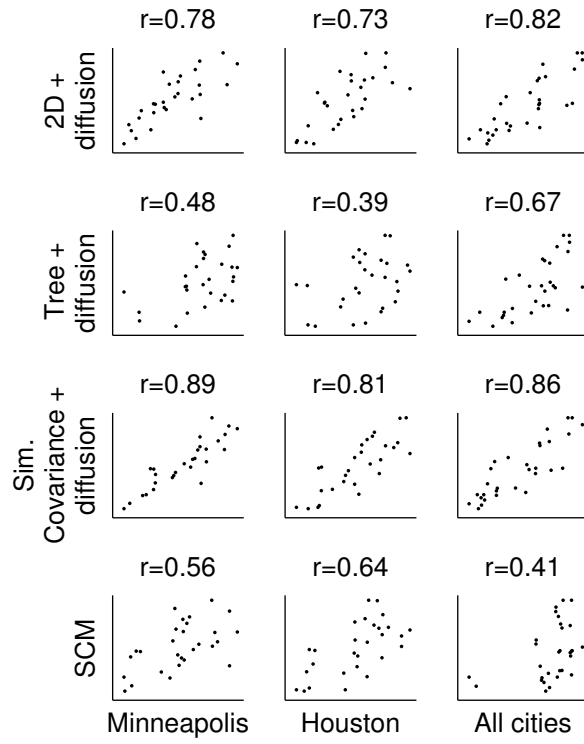 r=0.78
r=0.73
r=0.82
2D +
diffusion
r=0.48
r=0.39
r=0.67
Tree +
diffusion
r=0.89
r=0.81
r=0.86
Sim.
Covariance +
diffusion
r=0.56
r=0.64
r=0.41
SCM
Minneapolis
Houston
All cities